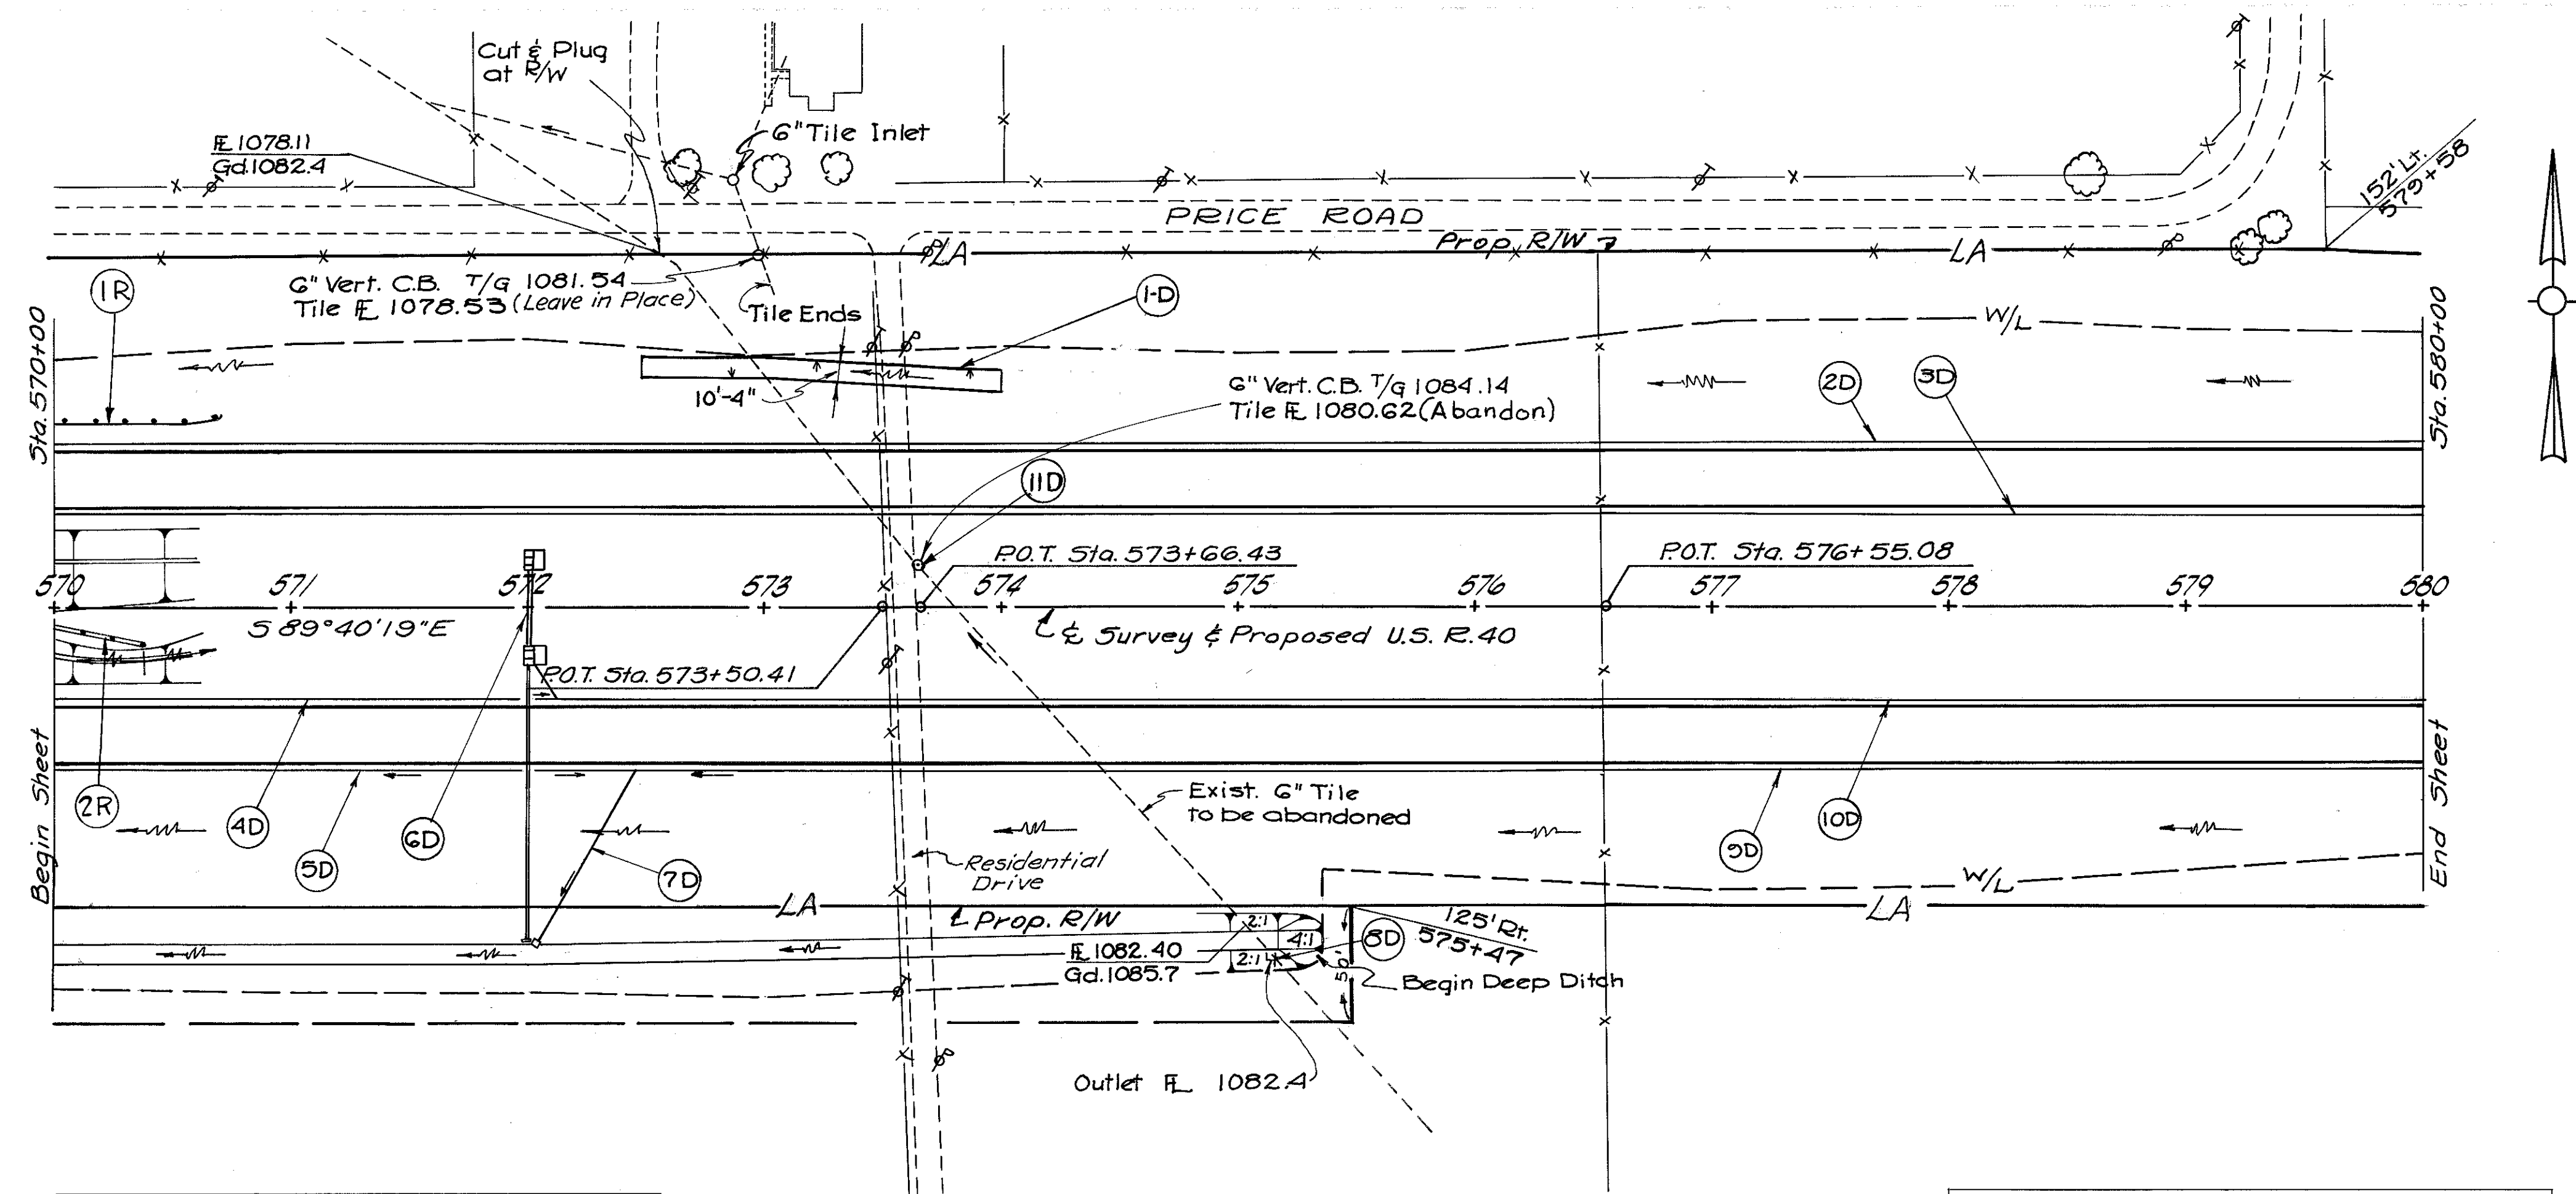 Cut & Plug
at R/W
6" Tile Inlet
℄ 1078.11
Gd.1082.4
PRICE ROAD
152' Lt.
579+58
Prop. R/W
LA
LA
6" Vert. C.B. T/G 1081.54
Tile FL 1078.53 (Leave in Place)
Tile Ends
1R
1-D
W/L
Sta. 570+00
Sta. 580+00
10'-4"
6" Vert. C.B. T/G 1084.14
Tile FL 1080.62 (Abandon)
2D
3D
11D
P.O.T. Sta. 573+66.43
P.O.T. Sta. 576+55.08
570
571
572
573
574
575
576
577
578
579
580
S 89°40'19"E
℄ Survey & Proposed U.S. R. 40
P.O.T. Sta. 573+50.41
Begin Sheet
End Sheet
2R
4D
5D
6D
7D
Exist. 6" Tile
to be abandoned
Residential
Drive
9D
10D
W/L
LA
LA
Prop. R/W
2:1
4:1
2:1
8D
125' Rt.
575+47
FL 1082.40
Gd.1085.7
50'
Begin Deep Ditch
Outlet FL 1082.4